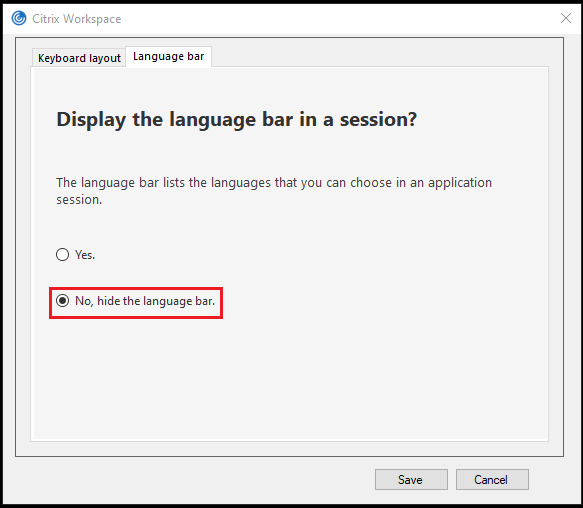 Citrix Workspace
Keyboard layout
Language bar
Display the language bar in a session?
The language bar lists the languages that you can choose in an application
session.
Yes.
No, hide the language bar.
Save
Cancel